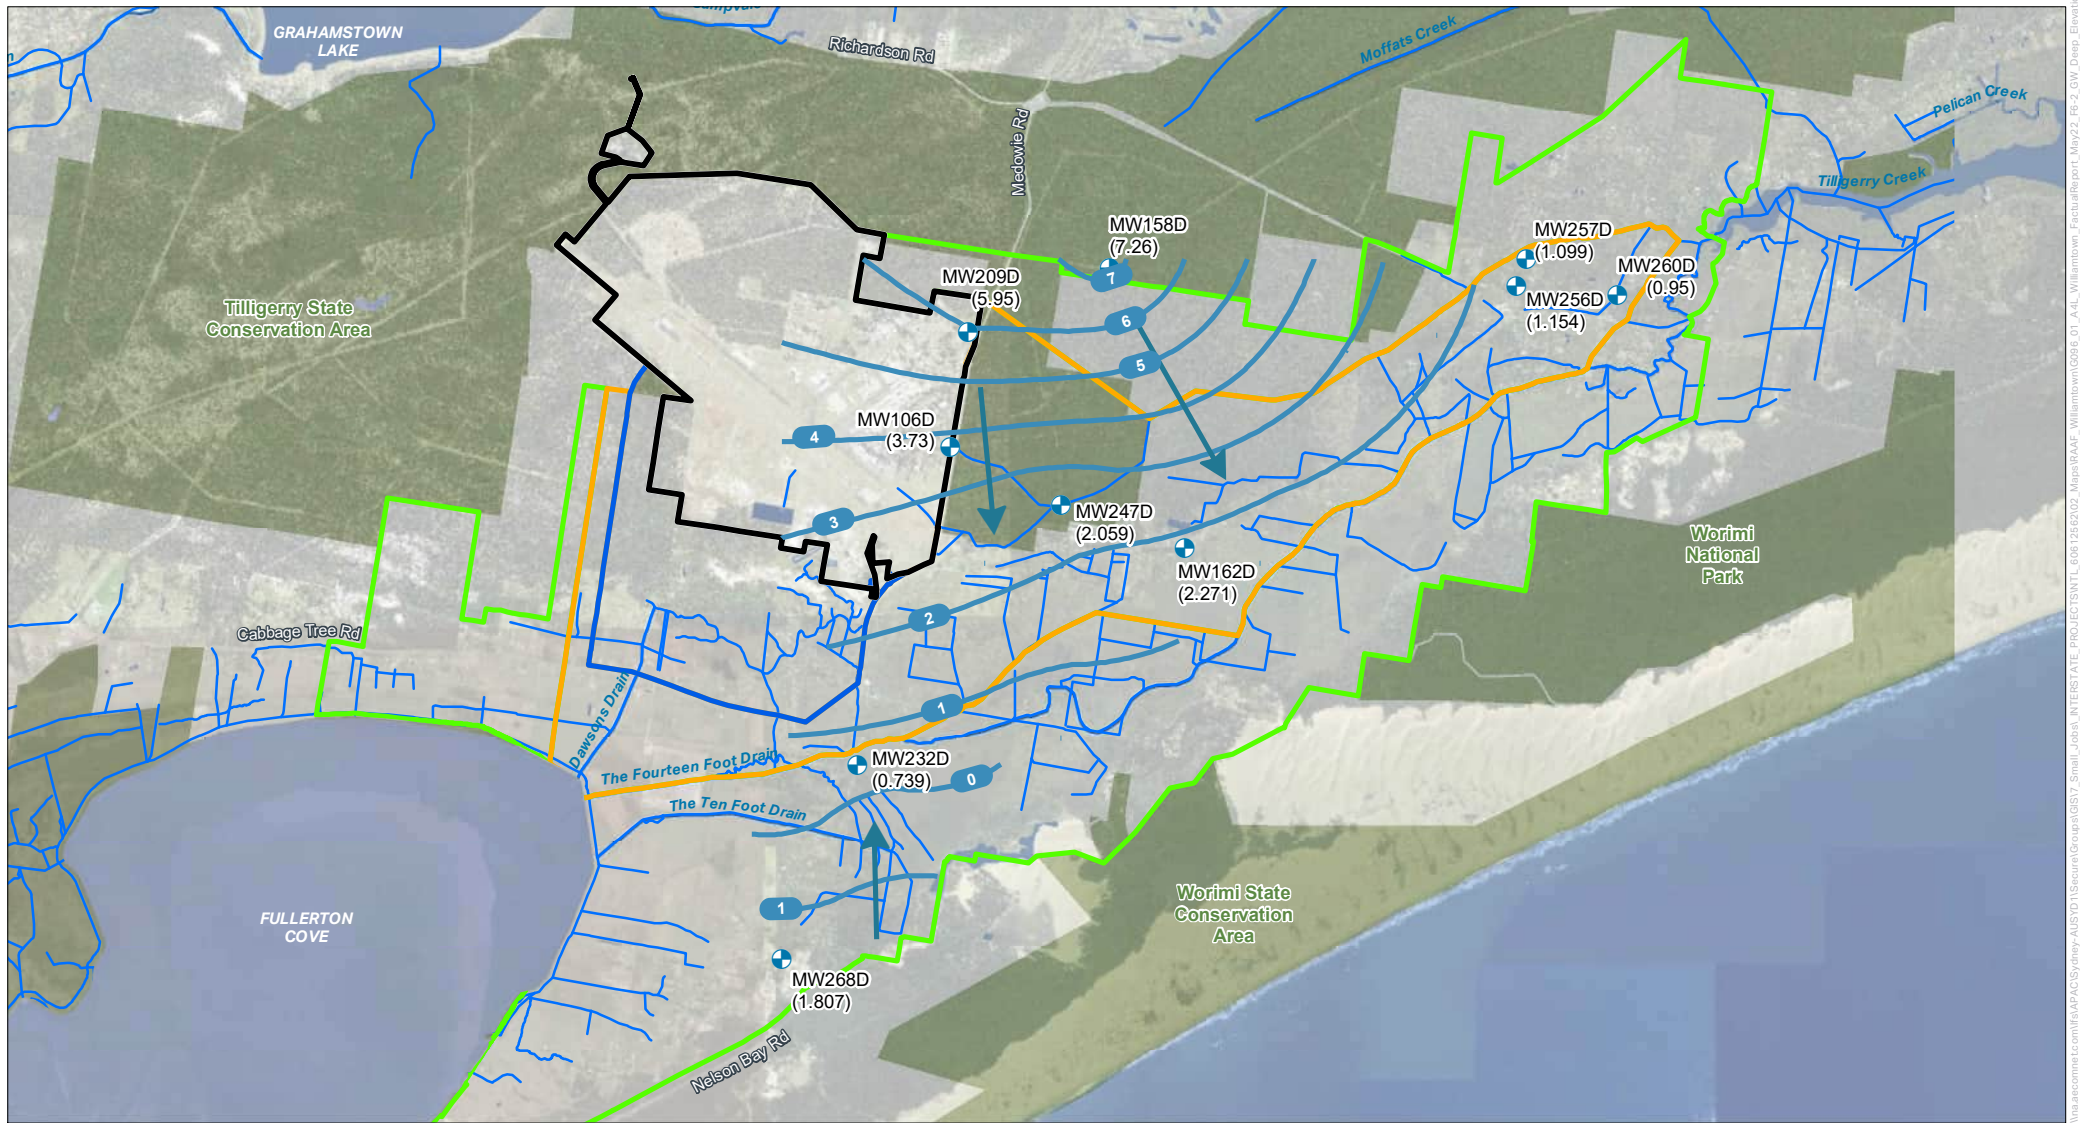 GRAHAMSTOWN
LAKE
Richardson Rd
Moffats Creek
Pelican Creek
Medowie Rd
Tilligerry Creek
MW158D
(7.26)
MW257D
(1.099)
MW209D
(5.95)
MW260D
(0.95)
MW256D
(1.154)
Tilligerry State
Conservation Area
7
6
5
4
3
2
1
0
1
MW106D
(3.73)
MW247D
(2.059)
MW162D
(2.271)
Worimi
National
Park
Cabbage Tree Rd
Dawsons Drain
The Fourteen Foot Drain
MW232D
(0.739)
The Ten Foot Drain
FULLERTON
COVE
Worimi State
Conservation
Area
MW268D
(1.807)
Nelson Bay Rd